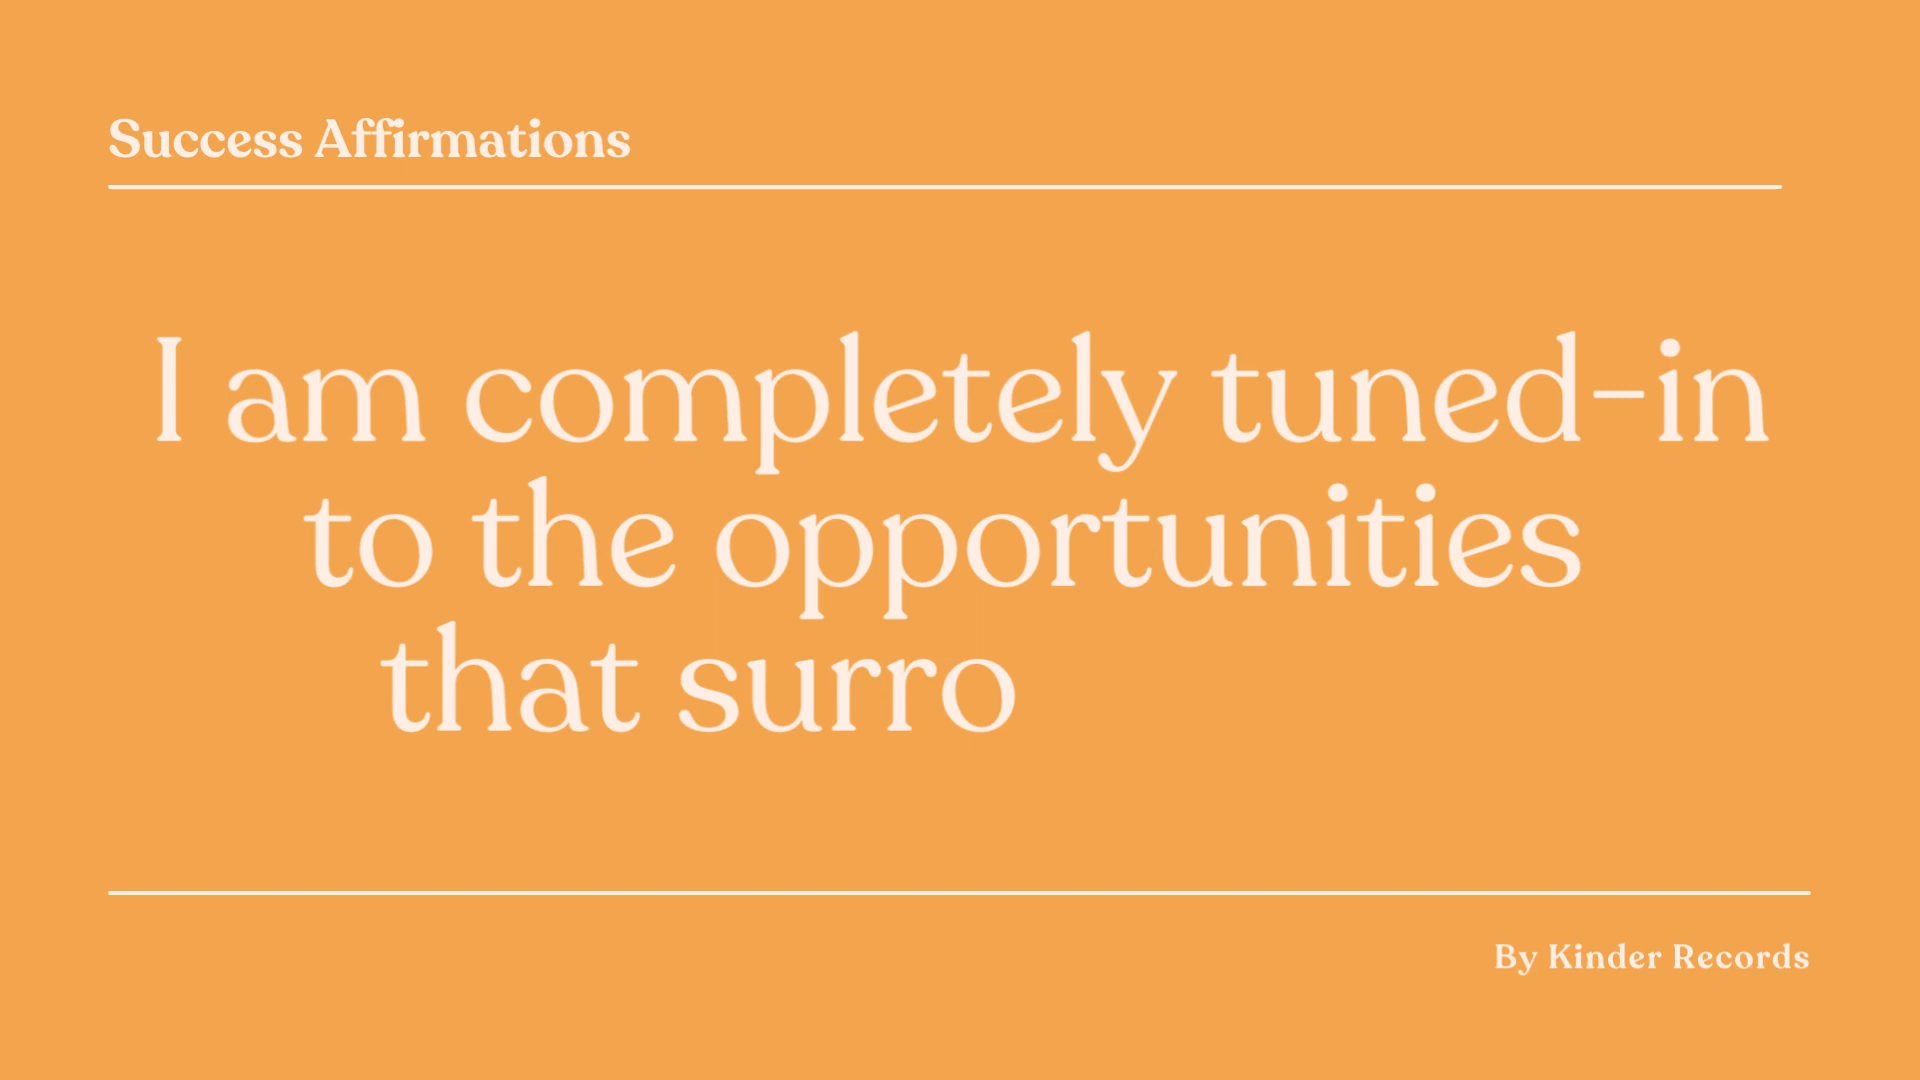 Success Affirmations
I am completely tuned-in
to the opportunities
that surro
By Kinder Records